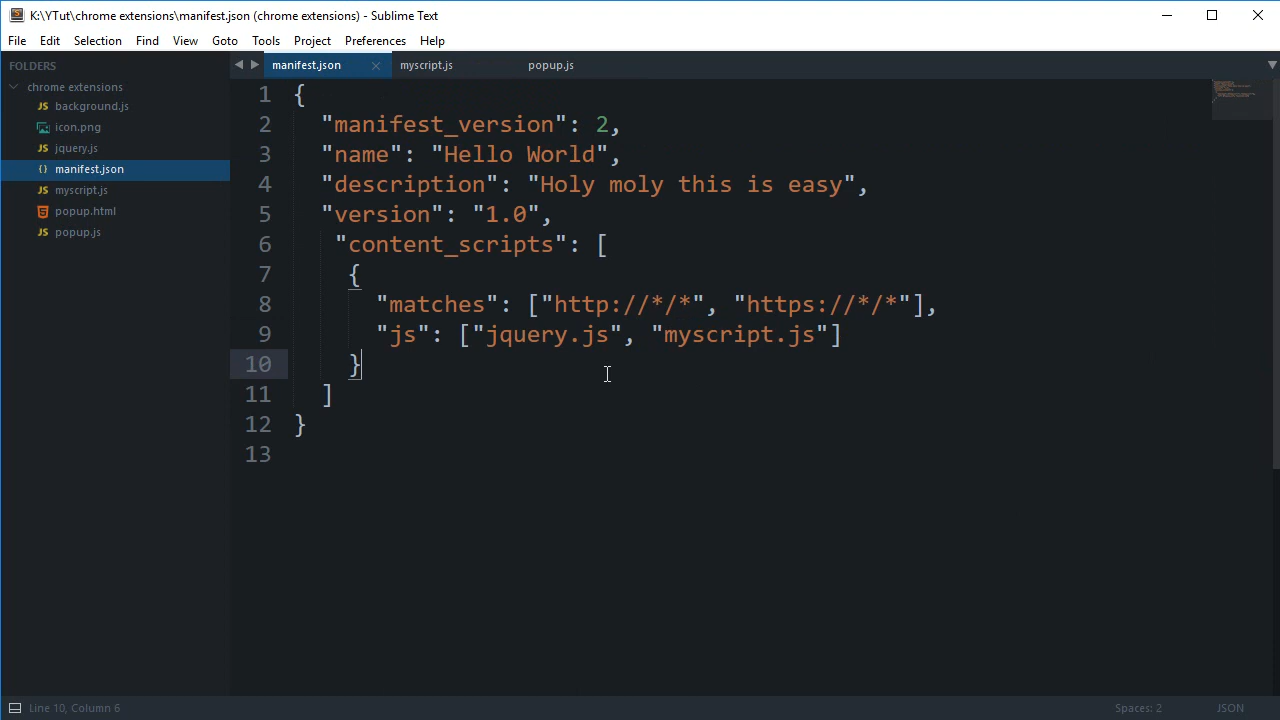 K:\YTut\chrome extensions\manifest.json (chrome extensions) - Sublime Text
File Edit Selection Find View Goto Tools Project Preferences Help
FOLDERS
chrome extensions
JS background.js
icon.png
JS jquery.js
{} manifest.json
JS myscript.js
popup.html
JS popup.js
manifest.json myscript.js popup.js
1 {
2 "manifest_version": 2,
3 "name": "Hello World",
4 "description": "Holy moly this is easy",
5 "version": "1.0",
6 "content_scripts": [
7 {
8 "matches": ["http://*/*", "https://*/*"],
9 "js": ["jquery.js", "myscript.js"]
10 }
11 ]
12 }
13
Line 10, Column 6 Spaces: 2 JSON